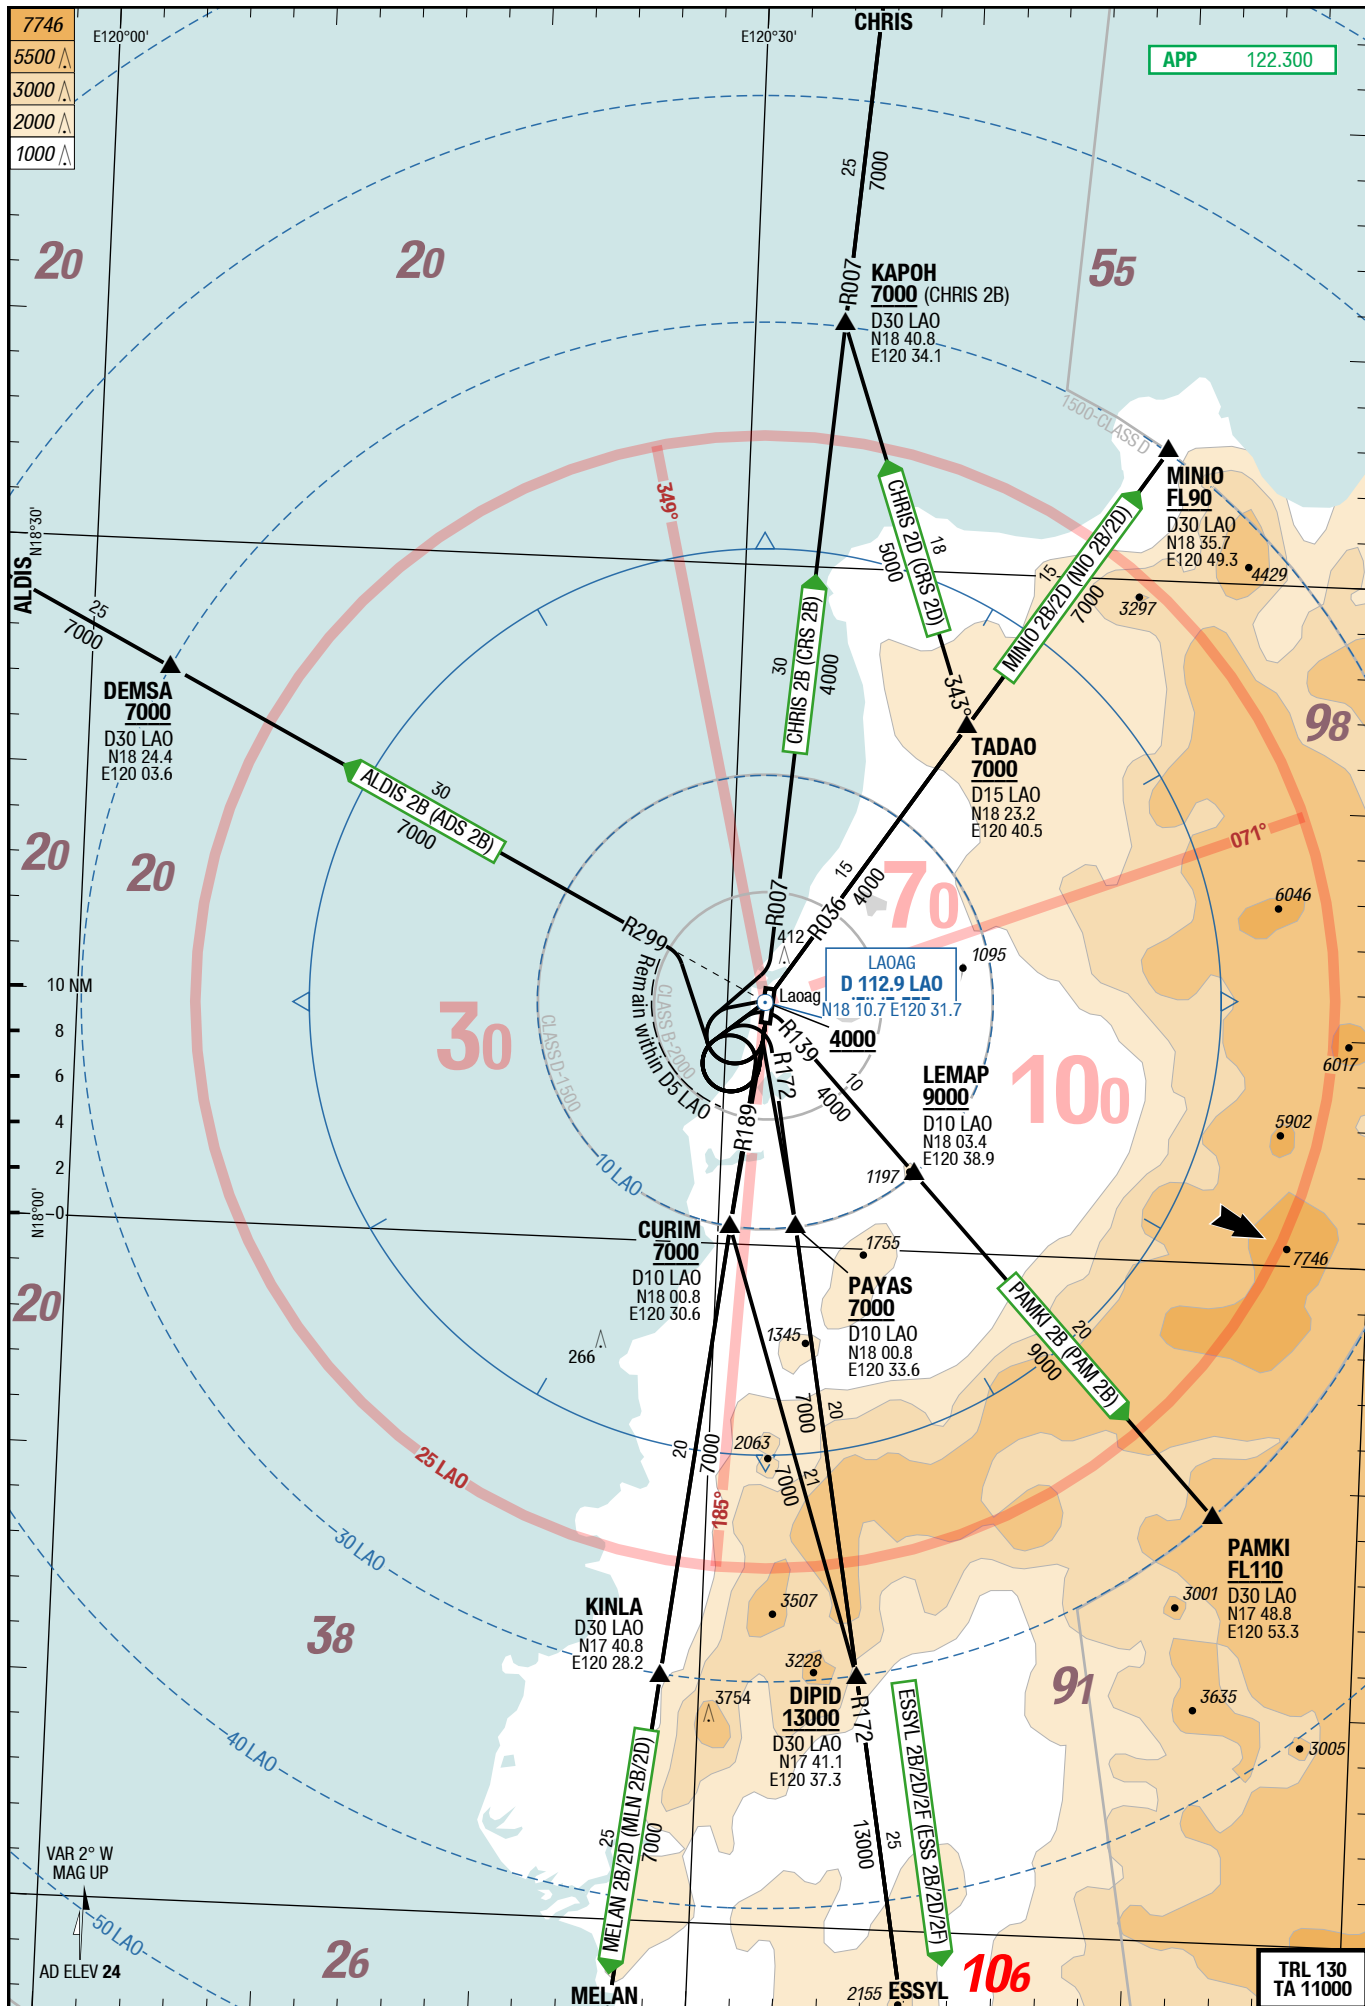 7746
5500
3000
2000
1000
E120°00'
E120°30'
CHRIS
APP 122.300
25
7000
20
20
55
R007
KAPOH
7000 (CHRIS 2B)
D30 LAO
N18 40.8
E120 34.1
1500-CLASS D
MINIO
FL90
D30 LAO
N18 35.7
E120 49.3
4429
3297
349°
N18°30'
ALDIS
25
7000
CHRIS 2D (CRS 2D)
18
5000
343°
MINIO 2B/2D (NIO 2B/2D)
15
7000
CHRIS 2B (CRS 2B)
30
4000
DEMSA
7000
D30 LAO
N18 24.4
E120 03.6
ALDIS 2B (ADS 2B)
30
7000
TADAO
7000
D15 LAO
N18 23.2
E120 40.5
98
071°
20
20
15
4000
R036
R007
R299
70
6046
412
1095
LAOAG
D 112.9 LAO
N18 10.7 E120 31.7
Laoag
4000
Remain within D5 LAO
CLASS B-2000
CLASS D-1500
10 NM
8
6
4
2
0
N18°00'
30
R139
R172
R189
10
4000
LEMAP
9000
D10 LAO
N18 03.4
E120 38.9
100
6017
5902
1197
10 LAO
CURIM
7000
D10 LAO
N18 00.8
E120 30.6
1755
PAYAS
7000
D10 LAO
N18 00.8
E120 33.6
7746
20
266
1345
PAMKI 2B (PAM 2B)
20
9000
20
7000
7000
20
2063
7000
21
25 LAO
185°
30 LAO
PAMKI
FL110
D30 LAO
N17 48.8
E120 53.3
3001
KINLA
D30 LAO
N17 40.8
E120 28.2
3507
38
3228
DIPID
13000
D30 LAO
N17 41.1
E120 37.3
3754
R172
91
3635
3005
40 LAO
MELAN 2B/2D (MLN 2B/2D)
25
7000
ESSYL 2B/2D/2F (ESS 2B/2D/2F)
25
13000
VAR 2° W
MAG UP
50 LAO
AD ELEV 24
26
MELAN
2155
ESSYL
106
TRL 130
TA 11000